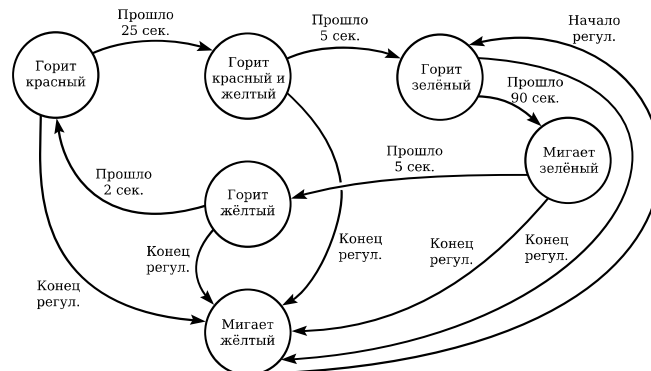 Прошло
25 сек.
Прошло
5 сек.
Начало
регул.
Горит
красный
Горит
красный и
желтый
Горит
зелёный
Прошло
90 сек.
Мигает
зелёный
Прошло
5 сек.
Прошло
2 сек.
Горит
жёлтый
Конец
регул.
Конец
регул.
Конец
регул.
Конец
регул.
Конец
регул.
Мигает
жёлтый